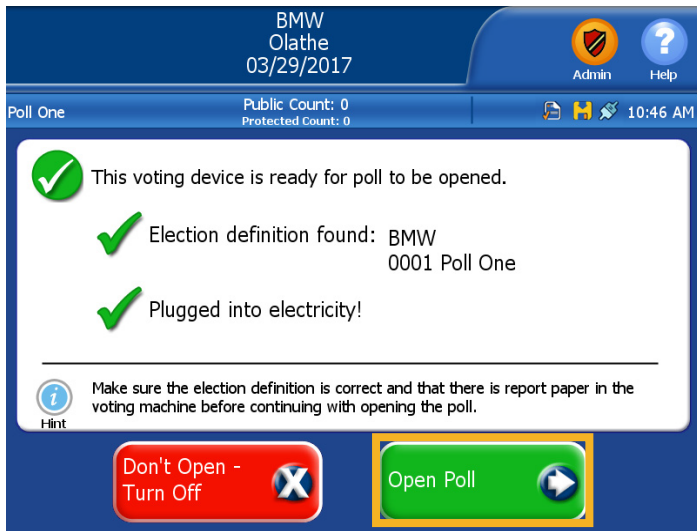 BMW
Olathe
03/29/2017
Admin
Help
Poll One
Public Count: 0
Protected Count: 0
10:46 AM
This voting device is ready for poll to be opened.
Election definition found: BMW
0001 Poll One
Plugged into electricity!
Make sure the election definition is correct and that there is report paper in the
voting machine before continuing with opening the poll.
Hint
Don't Open -
Turn Off
Open Poll